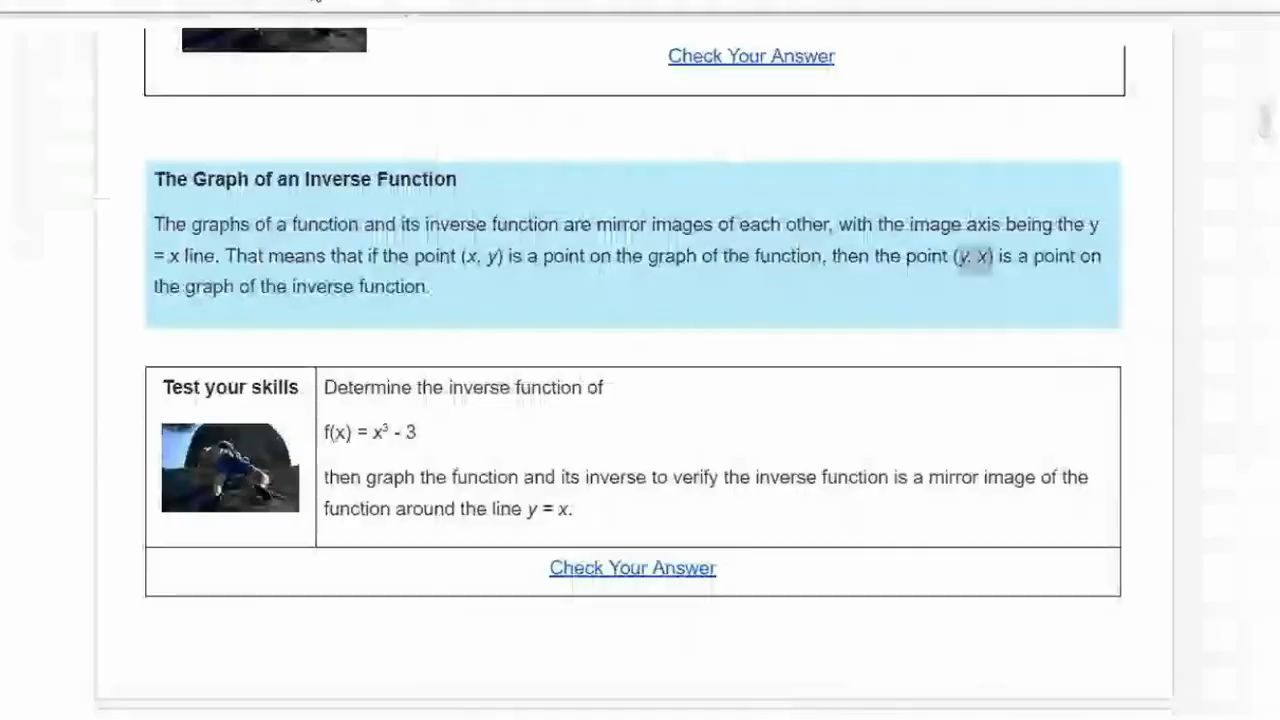 Check Your Answer
The Graph of an Inverse Function
The graphs of a function and its inverse function are mirror images of each other, with the image axis being the y
= x line. That means that if the point (x, y) is a point on the graph of the function, then the point (y, x) is a point on
the graph of the inverse function.
Test your skills
Determine the inverse function of
f(x) = x³ - 3
then graph the function and its inverse to verify the inverse function is a mirror image of the
function around the line y = x.
Check Your Answer